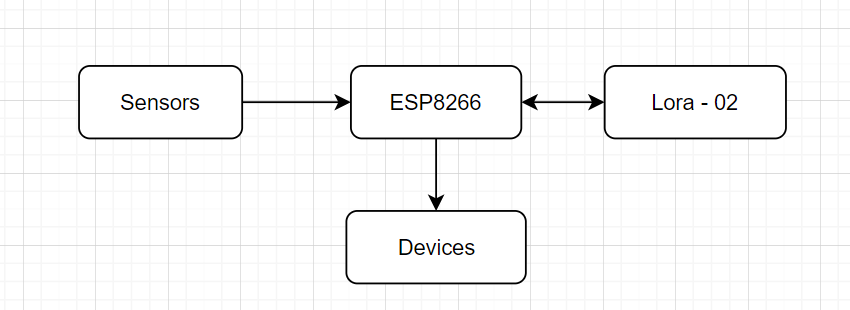 Sensors
ESP8266
Lora - 02
Devices